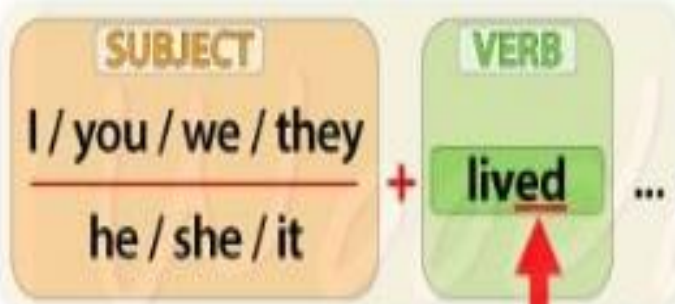 SUBJECT
I / you / we / they
he / she / it
+
VERB
lived
...